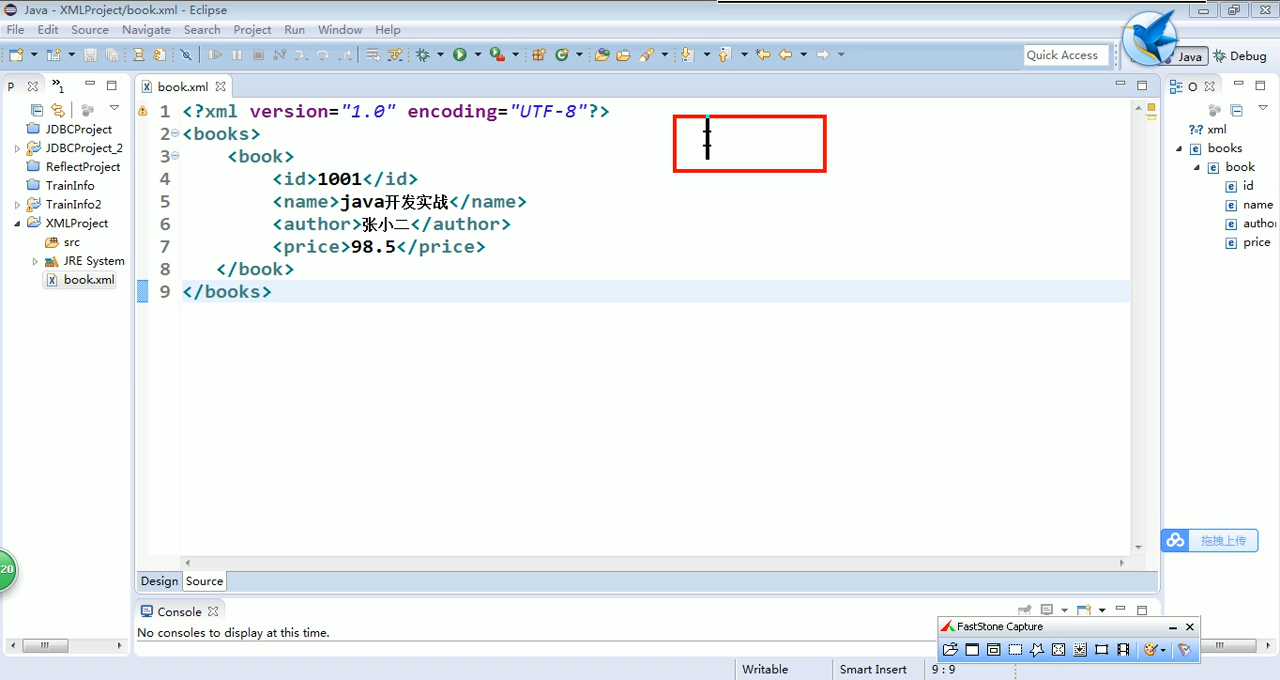 Java - XMLProject/book.xml - Eclipse
File Edit Source Navigate Search Project Run Window Help
Quick Access Java Debug
P »1 book.xml O
1 <?xml version="1.0" encoding="UTF-8"?>
2 <books>
3 <book>
4 <id>1001</id>
5 <name>java开发实战</name>
6 <author>张小二</author>
7 <price>98.5</price>
8 </book>
9 </books>
JDBCProject
JDBCProject_2
ReflectProject
TrainInfo
TrainInfo2
XMLProject
src
JRE System
book.xml
?=? xml
books
book
id
name
autho
price
拖拽上传
20
Design Source
Console
No consoles to display at this time.
FastStone Capture
Writable Smart Insert 9 : 9